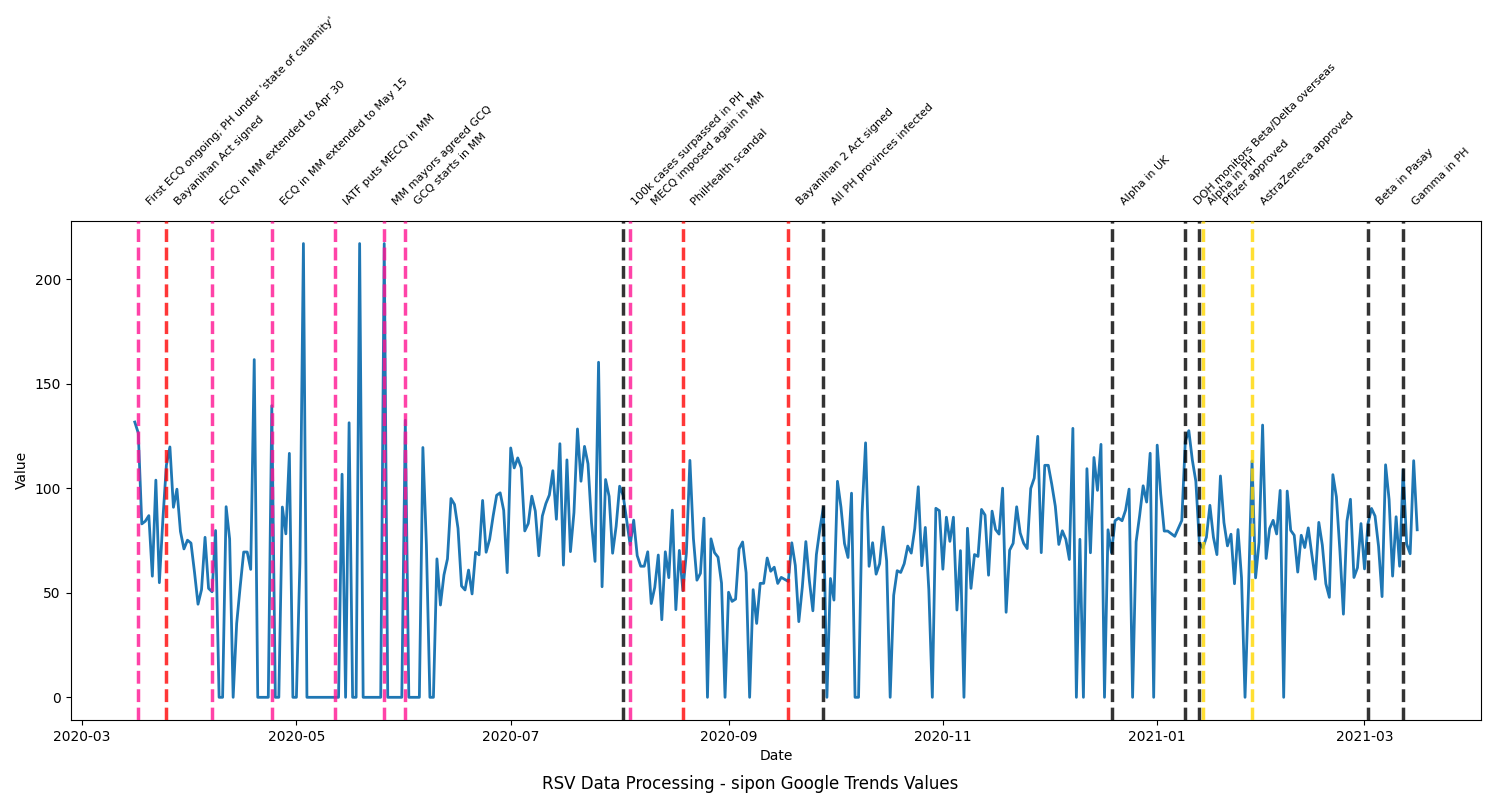 First ECQ ongoing; PH under 'state of calamity'
Bayanihan Act signed
ECQ in MM extended to Apr 30
ECQ in MM extended to May 15
IATF puts MECQ in MM
MM mayors agreed GCQ
GCQ starts in MM
100k cases surpassed in PH
MECQ imposed again in MM
PhilHealth scandal
Bayanihan 2 Act signed
All PH provinces infected
Alpha in UK
DOH monitors Beta/Delta overseas
Alpha in PH
Pfizer approved
AstraZeneca approved
Beta in Pasay
Gamma in PH
Value
200
150
100
50
0
2020-03
2020-05
2020-07
2020-09
2020-11
2021-01
2021-03
Date
RSV Data Processing - sipon Google Trends Values